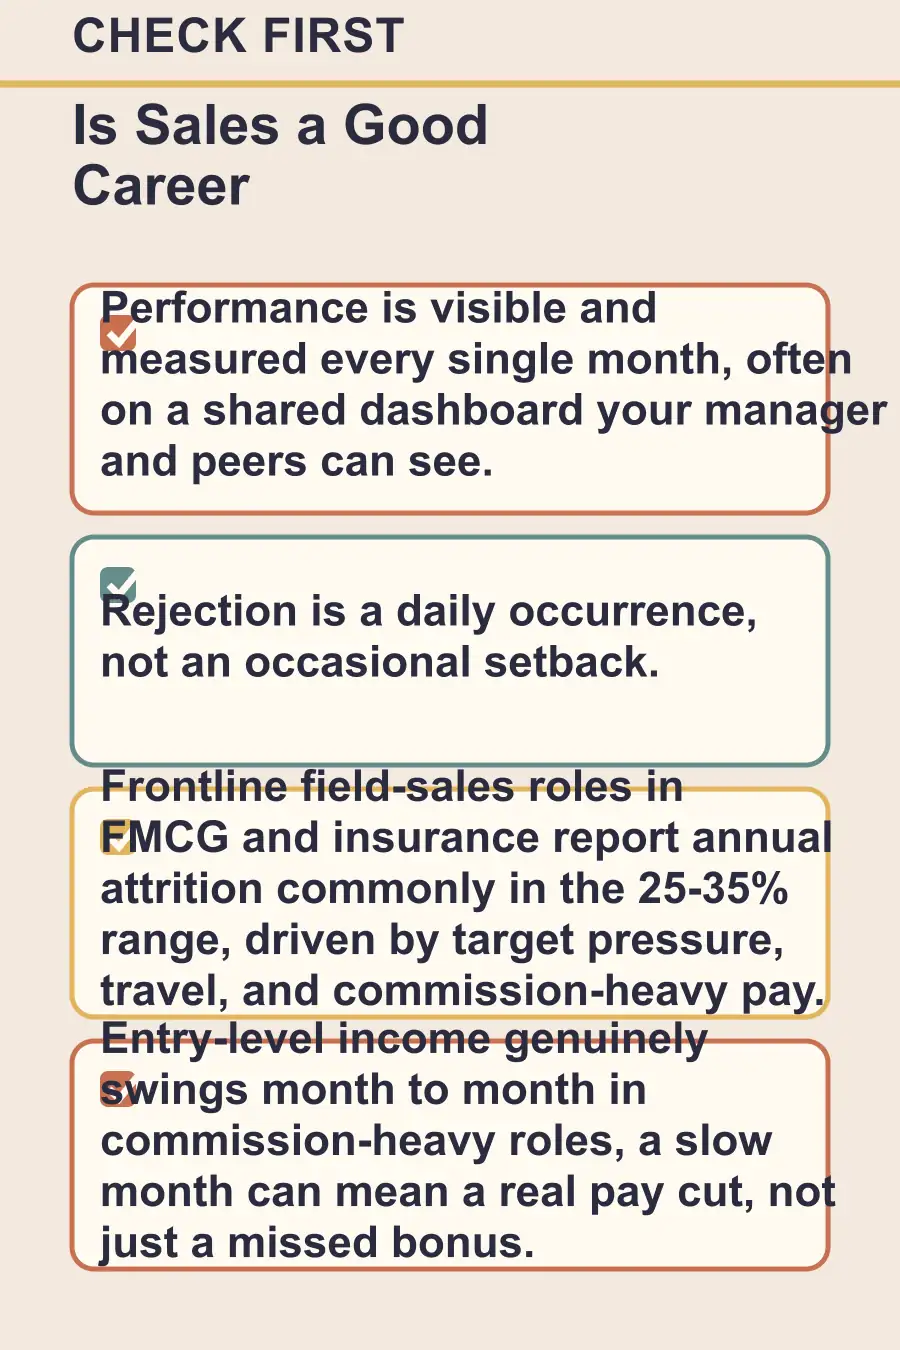 CHECK FIRST
Is Sales a Good
Career
Performance is visible and
measured every single month, often
on a shared dashboard your manager
and peers can see.
Rejection is a daily occurrence,
not an occasional setback.
Frontline field-sales roles in
FMCG and insurance report annual
attrition commonly in the 25-35%
range, driven by target pressure,
travel, and commission-heavy pay.
Entry-level income genuinely
swings month to month in
commission-heavy roles, a slow
month can mean a real pay cut, not
just a missed bonus.